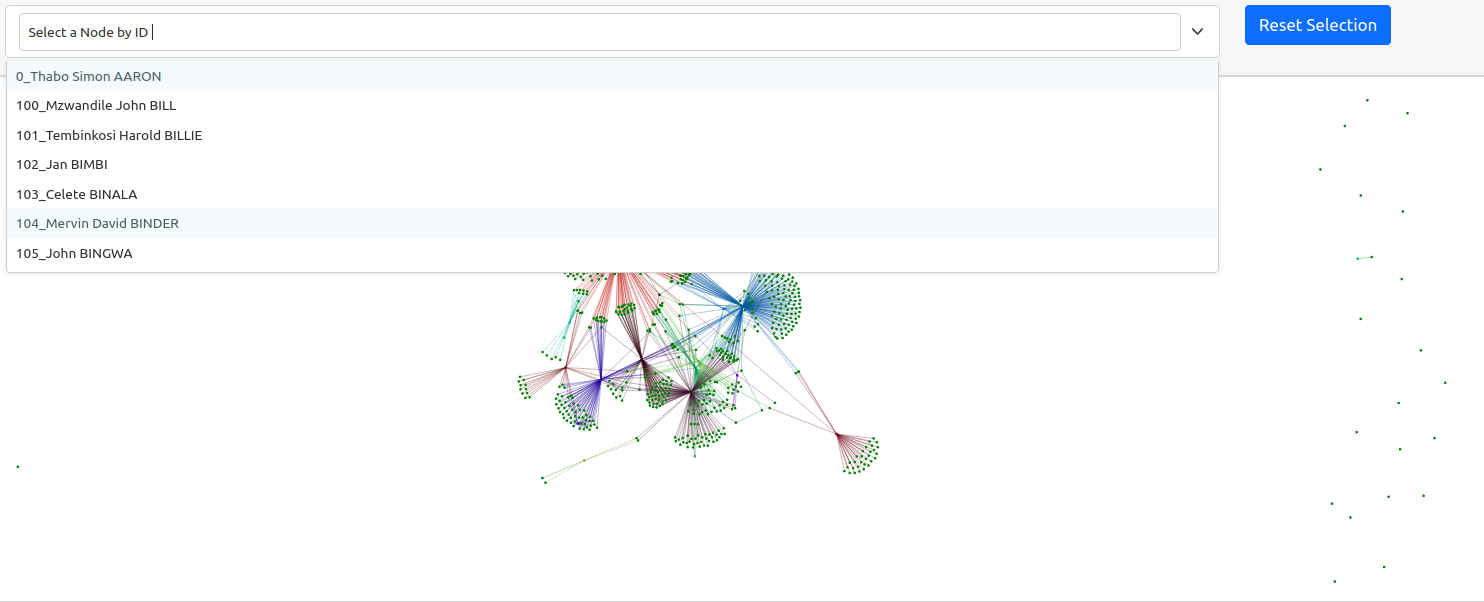 Select a Node by ID
Reset Selection
0_Thabo Simon AARON
100_Mzwandile John BILL
101_Tembinkosi Harold BILLIE
102_Jan BIMBI
103_Celete BINALA
104_Mervin David BINDER
105_John BINGWA